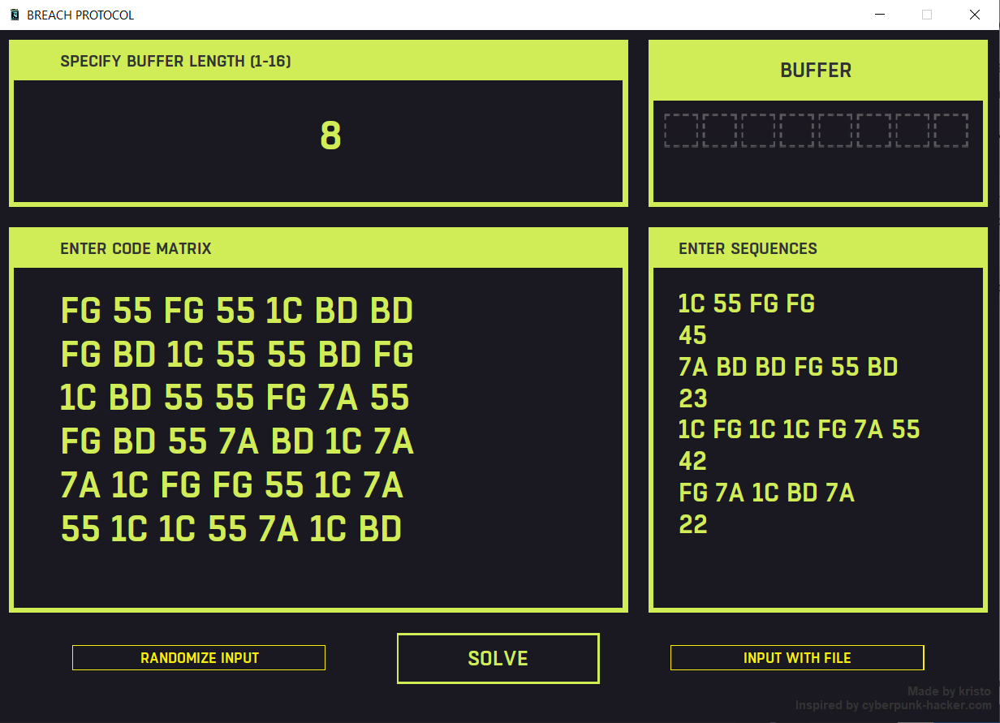 BREACH PROTOCOL
SPECIFY BUFFER LENGTH (1-16)
8
BUFFER
ENTER CODE MATRIX
FG 55 FG 55 1C BD BD
FG BD 1C 55 55 BD FG
1C BD 55 55 FG 7A 55
FG BD 55 7A BD 1C 7A
7A 1C FG FG 55 1C 7A
55 1C 1C 55 7A 1C BD
ENTER SEQUENCES
1C 55 FG FG
45
7A BD BD FG 55 BD
23
1C FG 1C 1C FG 7A 55
42
FG 7A 1C BD 7A
22
RANDOMIZE INPUT
SOLVE
INPUT WITH FILE
Made by kristo
Inspired by cyberpunk-hacker.com